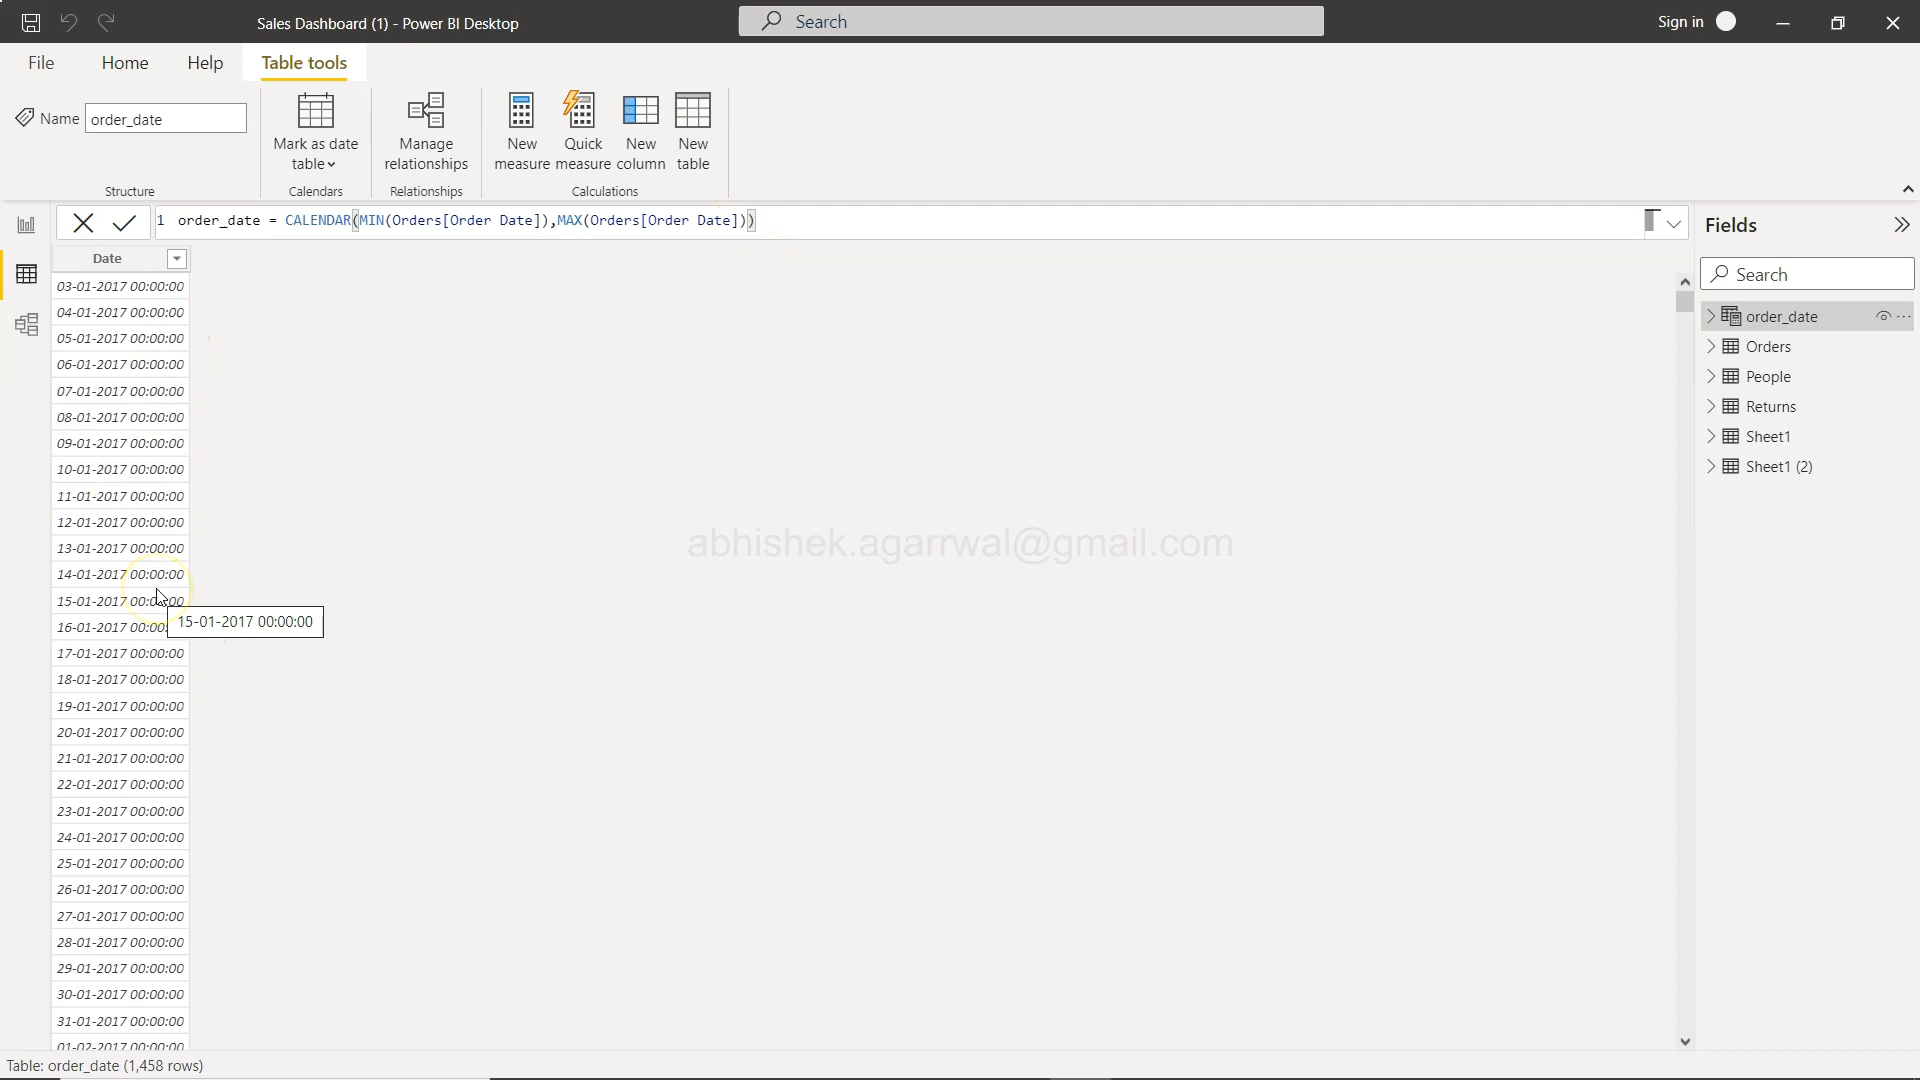 Sales Dashboard (1) - Power BI Desktop
Search
Sign in
File
Home
Help
Table tools
Name
order_date
Structure
Mark as date
table
Calendars
Manage
relationships
Relationships
New
measure
Quick
measure
New
column
New
table
Calculations
1 order_date = CALENDAR(MIN(Orders[Order Date]),MAX(Orders[Order Date]))
Date
03-01-2017 00:00:00
04-01-2017 00:00:00
05-01-2017 00:00:00
06-01-2017 00:00:00
07-01-2017 00:00:00
08-01-2017 00:00:00
09-01-2017 00:00:00
10-01-2017 00:00:00
11-01-2017 00:00:00
12-01-2017 00:00:00
13-01-2017 00:00:00
14-01-2017 00:00:00
15-01-2017 00:00:00
15-01-2017 00:00:00
16-01-2017 00:
17-01-2017 00:00:00
18-01-2017 00:00:00
19-01-2017 00:00:00
20-01-2017 00:00:00
21-01-2017 00:00:00
22-01-2017 00:00:00
23-01-2017 00:00:00
24-01-2017 00:00:00
25-01-2017 00:00:00
26-01-2017 00:00:00
27-01-2017 00:00:00
28-01-2017 00:00:00
29-01-2017 00:00:00
30-01-2017 00:00:00
31-01-2017 00:00:00
01-02-2017 00:00:00
abhishek.agarrwal@gmail.com
Fields
Search
order_date
Orders
People
Returns
Sheet1
Sheet1 (2)
Table: order_date (1,458 rows)